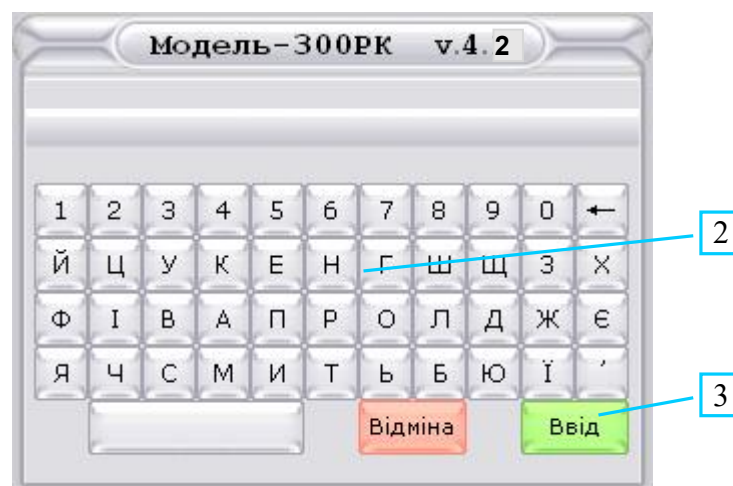 Модель-300РК v.4.2
1 2 3 4 5 6 7 8 9 0 ←
2
Й Ц У К Е Н Г Ш Щ З Х
Ф І В А П Р О Л Д Ж Є
Я Ч С М И Т Ь Б Ю Ї ’
3
Відміна Ввід